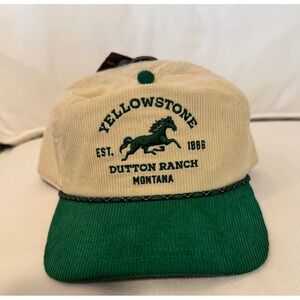 YELLOWSTONE
EST. 1886
DUTTON RANCH
MONTANA